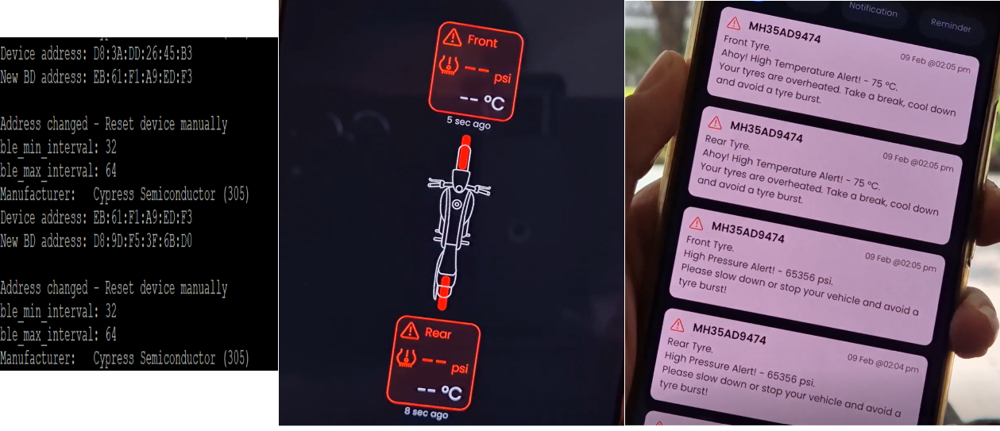 Device address: D8:3A:DD:26:45:B3
New BD address: EB:61:F1:A9:ED:F3
Address changed - Reset device manually
ble_min_interval: 32
ble_max_interval: 64
Manufacturer: Cypress Semiconductor (305)
Device address: EB:61:F1:A9:ED:F3
New BD address: D8:9D:F5:3F:6B:D0
Address changed - Reset device manually
ble_min_interval: 32
ble_max_interval: 64
Manufacturer: Cypress Semiconductor (305)
Front
-- psi
-- °C
5 sec ago
Rear
-- psi
-- °C
8 sec ago
Notification
Reminder
MH35AD9474
09 Feb @02:05 pm
Front Tyre.
Ahoy! High Temperature Alert! - 75 °C.
Your tyres are overheated. Take a break, cool down
and avoid a tyre burst.
MH35AD9474
09 Feb @02:05 pm
Rear Tyre.
Ahoy! High Temperature Alert! - 75 °C.
Your tyres are overheated. Take a break, cool down
and avoid a tyre burst.
MH35AD9474
09 Feb @02:05 pm
Front Tyre.
High Pressure Alert! - 65356 psi.
Please slow down or stop your vehicle and avoid a
tyre burst!
MH35AD9474
09 Feb @02:04 pm
Rear Tyre.
High Pressure Alert! - 65356 psi.
Please slow down or stop your vehicle and avoid a
tyre burst!